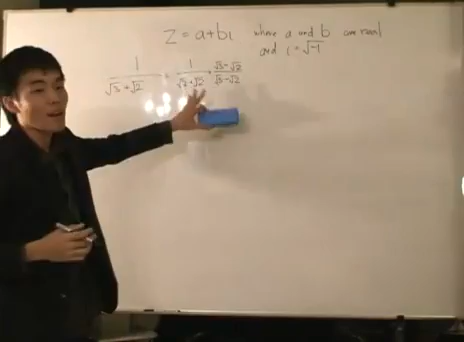 z = a+bi where a and b are real
and i = √-1
1/(√3 + √2) = 1/(√3 + √2) · (√3 - √2)/(√3 - √2)